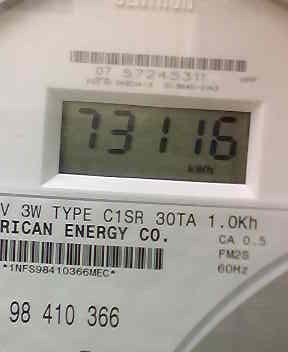 CENTRON
07 57245311
73116
kWh
V 3W TYPE C1SR 30TA 1.0Kh
RICAN ENERGY CO.
CA 0.5
FM2S
60Hz
*1NFS98410366MEC*
98 410 366